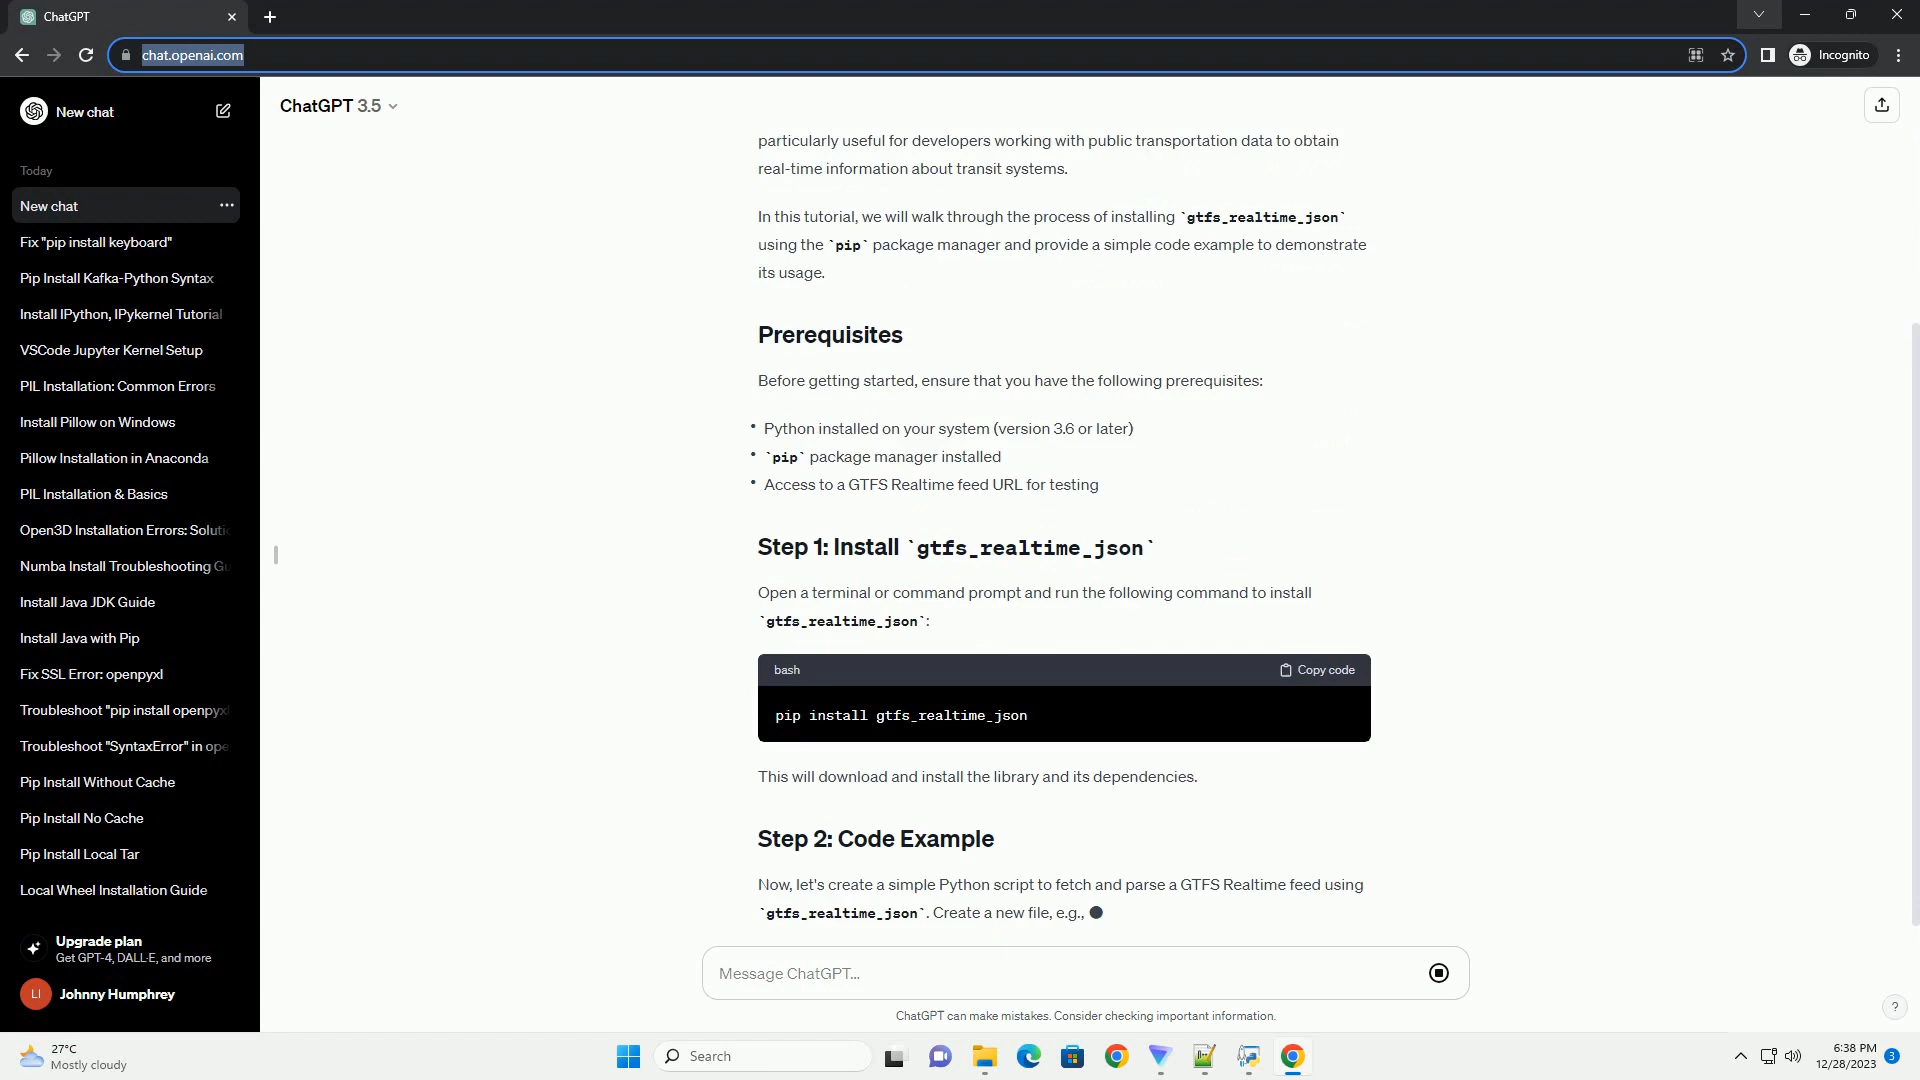 ChatGPT
chat.openai.com
Incognito
New chat
Today
New chat
Fix "pip install keyboard"
Pip Install Kafka-Python Syntax
Install IPython, IPykernel Tutorial
VSCode Jupyter Kernel Setup
PIL Installation: Common Errors
Install Pillow on Windows
Pillow Installation in Anaconda
PIL Installation & Basics
Open3D Installation Errors: Soluti
Numba Install Troubleshooting Gu
Install Java JDK Guide
Install Java with Pip
Fix SSL Error: openpyxl
Troubleshoot "pip install openpyxl
Troubleshoot "SyntaxError" in ope
Pip Install Without Cache
Pip Install No Cache
Pip Install Local Tar
Local Wheel Installation Guide
Upgrade plan
Get GPT-4, DALL·E, and more
LI
Johnny Humphrey
ChatGPT 3.5
particularly useful for developers working with public transportation data to obtain
real-time information about transit systems.
In this tutorial, we will walk through the process of installing `gtfs_realtime_json`
using the `pip` package manager and provide a simple code example to demonstrate
its usage.
Prerequisites
Before getting started, ensure that you have the following prerequisites:
• Python installed on your system (version 3.6 or later)
• `pip` package manager installed
• Access to a GTFS Realtime feed URL for testing
Step 1: Install `gtfs_realtime_json`
Open a terminal or command prompt and run the following command to install
`gtfs_realtime_json`:
bash
Copy code
pip install gtfs_realtime_json
This will download and install the library and its dependencies.
Step 2: Code Example
Now, let's create a simple Python script to fetch and parse a GTFS Realtime feed using
`gtfs_realtime_json`. Create a new file, e.g.,
Message ChatGPT...
ChatGPT can make mistakes. Consider checking important information.
?
27°C
Mostly cloudy
Search
6:38 PM
12/28/2023
3